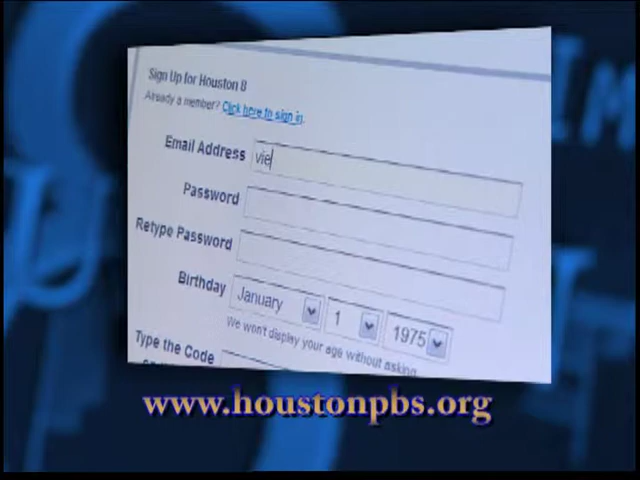 Sign Up for Houston 8
Already a member? Click here to sign in.
Email Address vie
Password
Retype Password
Birthday January 1 1975
We won't display your age without asking.
Type the Code
www.houstonpbs.org